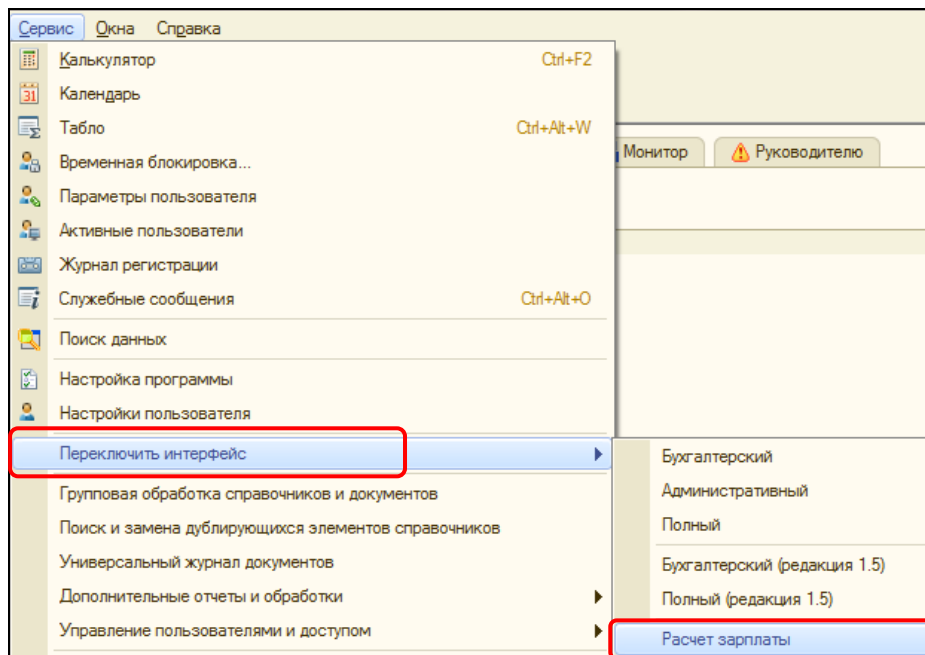 Сервис Окна Справка
Калькулятор Ctrl+F2
31 Календарь
Табло Ctrl+Alt+W
Монитор Руководителю
Временная блокировка...
Параметры пользователя
Активные пользователи
Журнал регистрации
Служебные сообщения Ctrl+Alt+O
Поиск данных
Настройка программы
Настройки пользователя
Переключить интерфейс
Бухгалтерский
Административный
Полный
Бухгалтерский (редакция 1.5)
Полный (редакция 1.5)
Расчет зарплаты
Групповая обработка справочников и документов
Поиск и замена дублирующихся элементов справочников
Универсальный журнал документов
Дополнительные отчеты и обработки
Управление пользователями и доступом